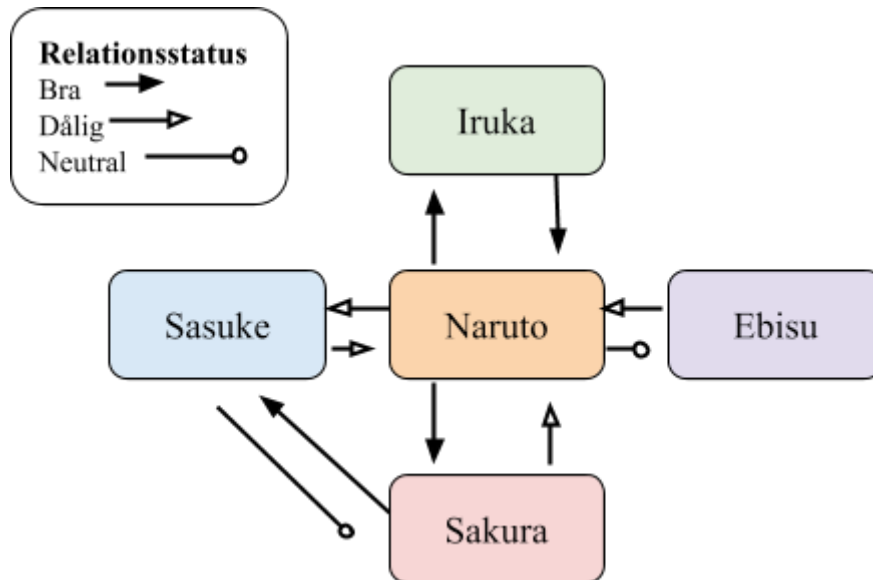 Relationsstatus
Bra
Dålig
Neutral
Iruka
Sasuke
Naruto
Ebisu
Sakura